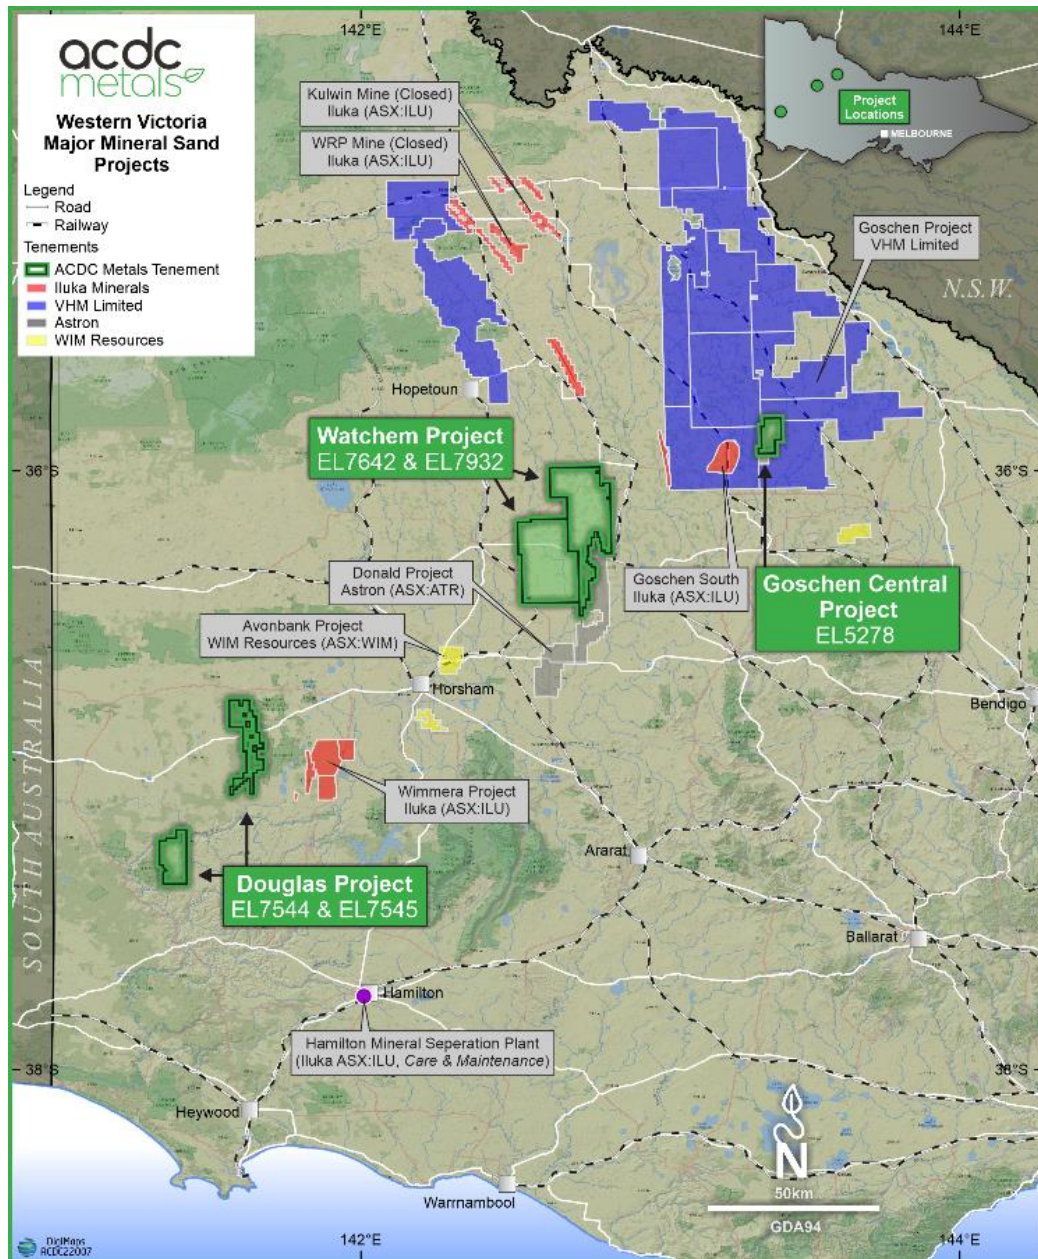 acdc
metals
Western Victoria
Major Mineral Sand
Projects
Legend
Road
Railway
Tenements
ACDC Metals Tenement
Iluka Minerals
VHM Limited
Astron
WIM Resources
142°E
144°E
Project
Locations
MELBOURNE
Kulwin Mine (Closed)
Iluka (ASX:ILU)
WRP Mine (Closed)
Iluka (ASX:ILU)
Goschen Project
VHM Limited
N.S.W.
Hopetoun
Watchem Project
EL7642 & EL7932
36°S
36°S
Donald Project
Astron (ASX:ATR)
Goschen South
Iluka (ASX:ILU)
Goschen Central
Project
EL5278
Avonbank Project
WIM Resources (ASX:WIM)
Horsham
Bendigo
SOUTH AUSTRALIA
Wimmera Project
Iluka (ASX:ILU)
Ararat
Douglas Project
EL7544 & EL7545
Ballarat
Hamilton
Hamilton Mineral Seperation Plant
(Iluka ASX:ILU, Care & Maintenance)
38°S
38°S
Heywood
Warrnambool
N
50km
GDA94
DigiMaps
ACDC22007
142°E
144°E